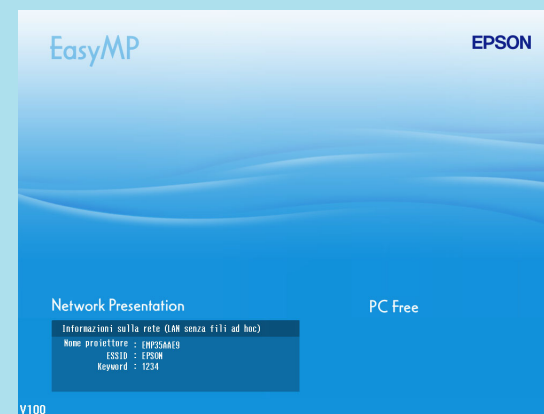 EasyMP
EPSON
Network Presentation
PC Free
Informazioni sulla rete (LAN senza fili ad hoc)
Nome proiettore : EMP35AAE9
ESSID : EPSON
Keyword : 1234
V100